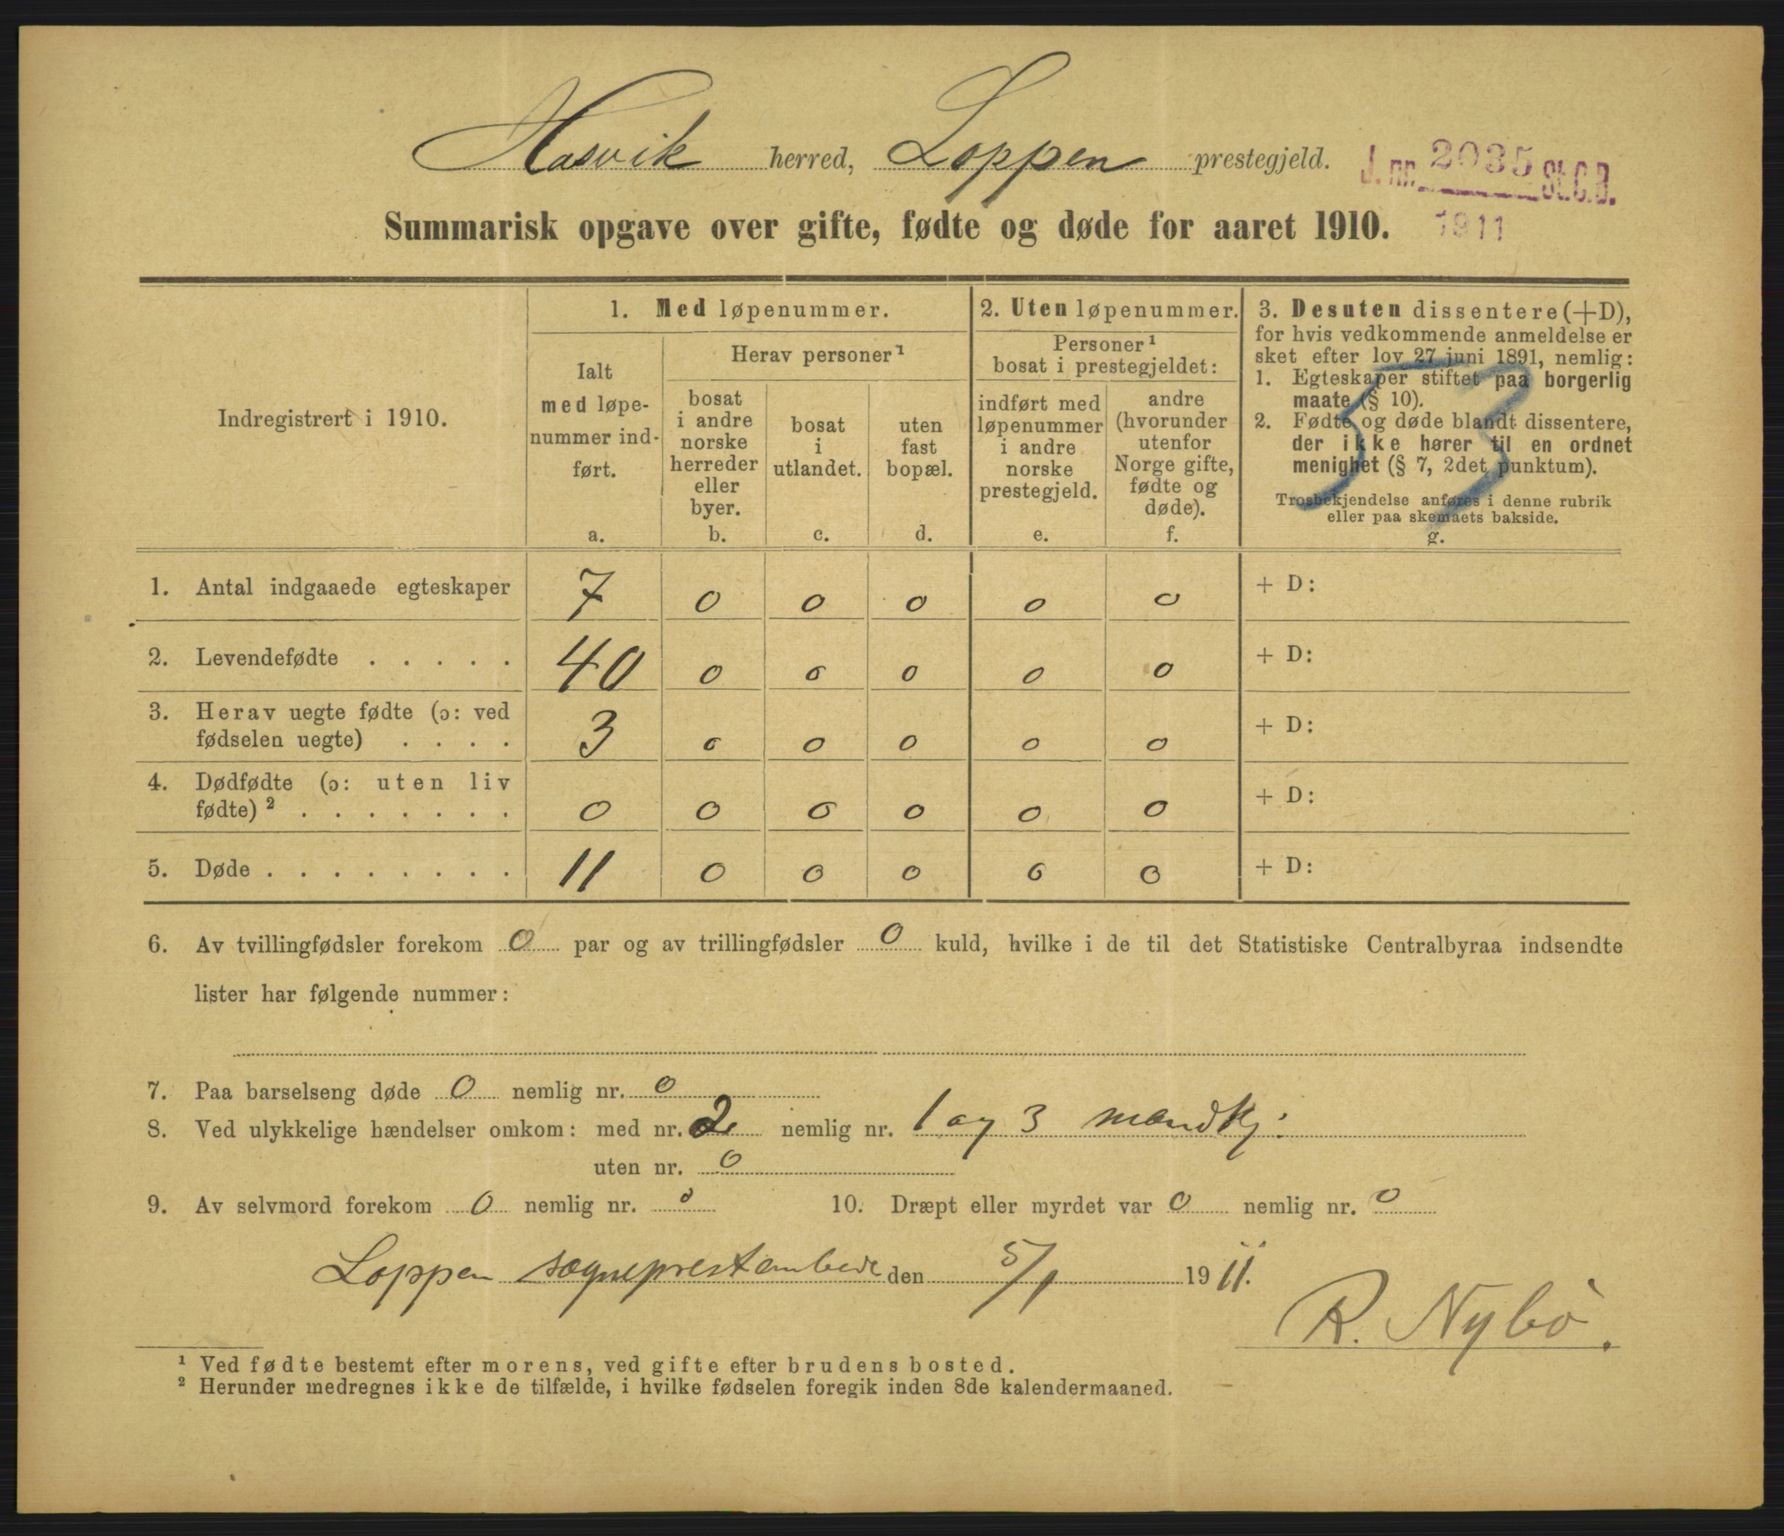 Hasvik herred, Loppen prestegjeld.
J. nr. 2035 St.C.B.
1911
Summarisk opgave over gifte, fødte og døde for aaret 1910.
Indregistrert i 1910.
1. Med løpenummer.
Ialt
med løpe-
nummer ind-
ført.
a.
Herav personer¹
bosat
i andre
norske
herreder
eller
byer.
b.
bosat
i
utlandet.
c.
uten
fast
bopæl.
d.
2. Uten løpenummer.
Personer¹
bosat i prestegjeldet:
indført med
løpenummer
i andre
norske
prestegjeld.
e.
andre
(hvorunder
utenfor
Norge gifte,
fødte og
døde).
f.
3. Desuten dissentere (+D),
for hvis vedkommende anmeldelse er
sket efter lov 27 juni 1891, nemlig:
1. Egteskaper stiftet paa borgerlig
maate (§ 10).
2. Fødte og døde blandt dissentere,
der ikke hører til en ordnet
menighet (§ 7, 2det punktum).
Trosbekjendelse anføres i denne rubrik
eller paa skemaets bakside.
g.
53
1. Antal indgaaede egteskaper 7 0 0 0 0 0 + D:
2. Levendefødte . . . . . 40 0 0 0 0 0 + D:
3. Herav uegte fødte (ɔ: ved
fødselen uegte) . . . . 3 0 0 0 0 0 + D:
4. Dødfødte (ɔ: uten liv
fødte)² . . . . . . . 0 0 0 0 0 0 + D:
5. Døde . . . . . . . . 11 0 0 0 0 0 + D:
6. Av tvillingfødsler forekom 0 par og av trillingfødsler 0 kuld, hvilke i de til det Statistiske Centralbyraa indsendte
lister har følgende nummer:
7. Paa barselseng døde 0 nemlig nr. 0
8. Ved ulykkelige hændelser omkom: med nr. 2 nemlig nr. 1 og 3 mandkj:
uten nr. 0
9. Av selvmord forekom 0 nemlig nr. 0 10. Dræpt eller myrdet var 0 nemlig nr. 0
Loppen sogneprestembede den 5/1 1911.
R. Nybö.
¹ Ved fødte bestemt efter morens, ved gifte efter brudens bosted.
² Herunder medregnes ikke de tilfælde, i hvilke fødselen foregik inden 8de kalendermaaned.